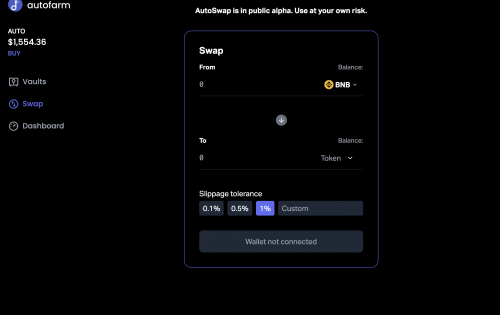 autofarm
AutoSwap is in public alpha. Use at your own risk.
AUTO
$1,554.36
BUY
Vaults
Swap
Dashboard
Swap
From Balance:
0 BNB
To Balance:
0 Token
Slippage tolerance
0.1% 0.5% 1% Custom
Wallet not connected